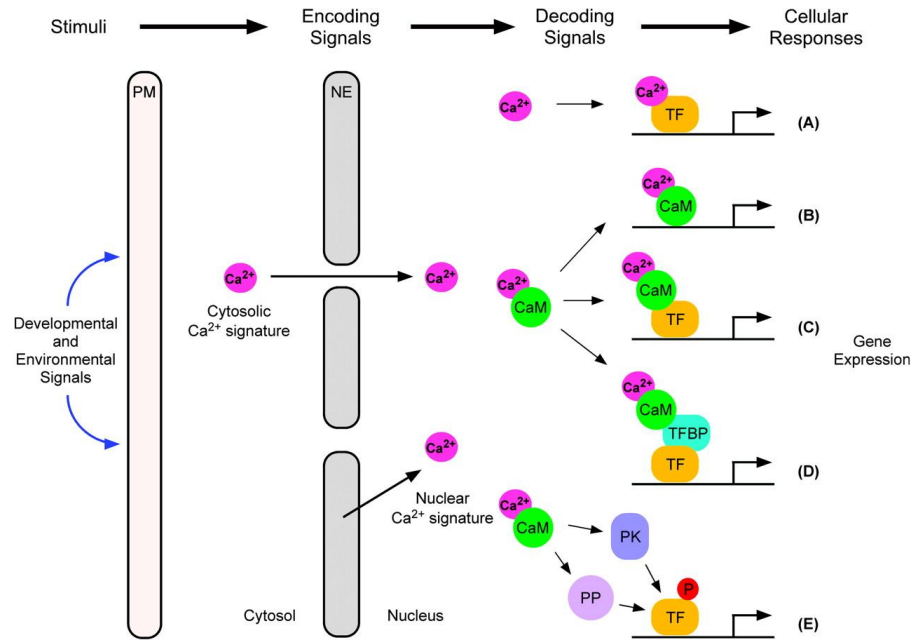 Stimuli
Encoding
Signals
Decoding
Signals
Cellular
Responses
PM
NE
Ca²⁺
Ca²⁺
TF
(A)
Ca²⁺
CaM
(B)
Ca²⁺
Ca²⁺
Ca²⁺
CaM
Ca²⁺
CaM
TF
(C)
Cytosolic
Ca²⁺ signature
Developmental
and
Environmental
Signals
Gene
Expression
Ca²⁺
CaM
TFBP
TF
(D)
Ca²⁺
Nuclear
Ca²⁺ signature
Ca²⁺
CaM
PK
PP
P
TF
(E)
Cytosol
Nucleus